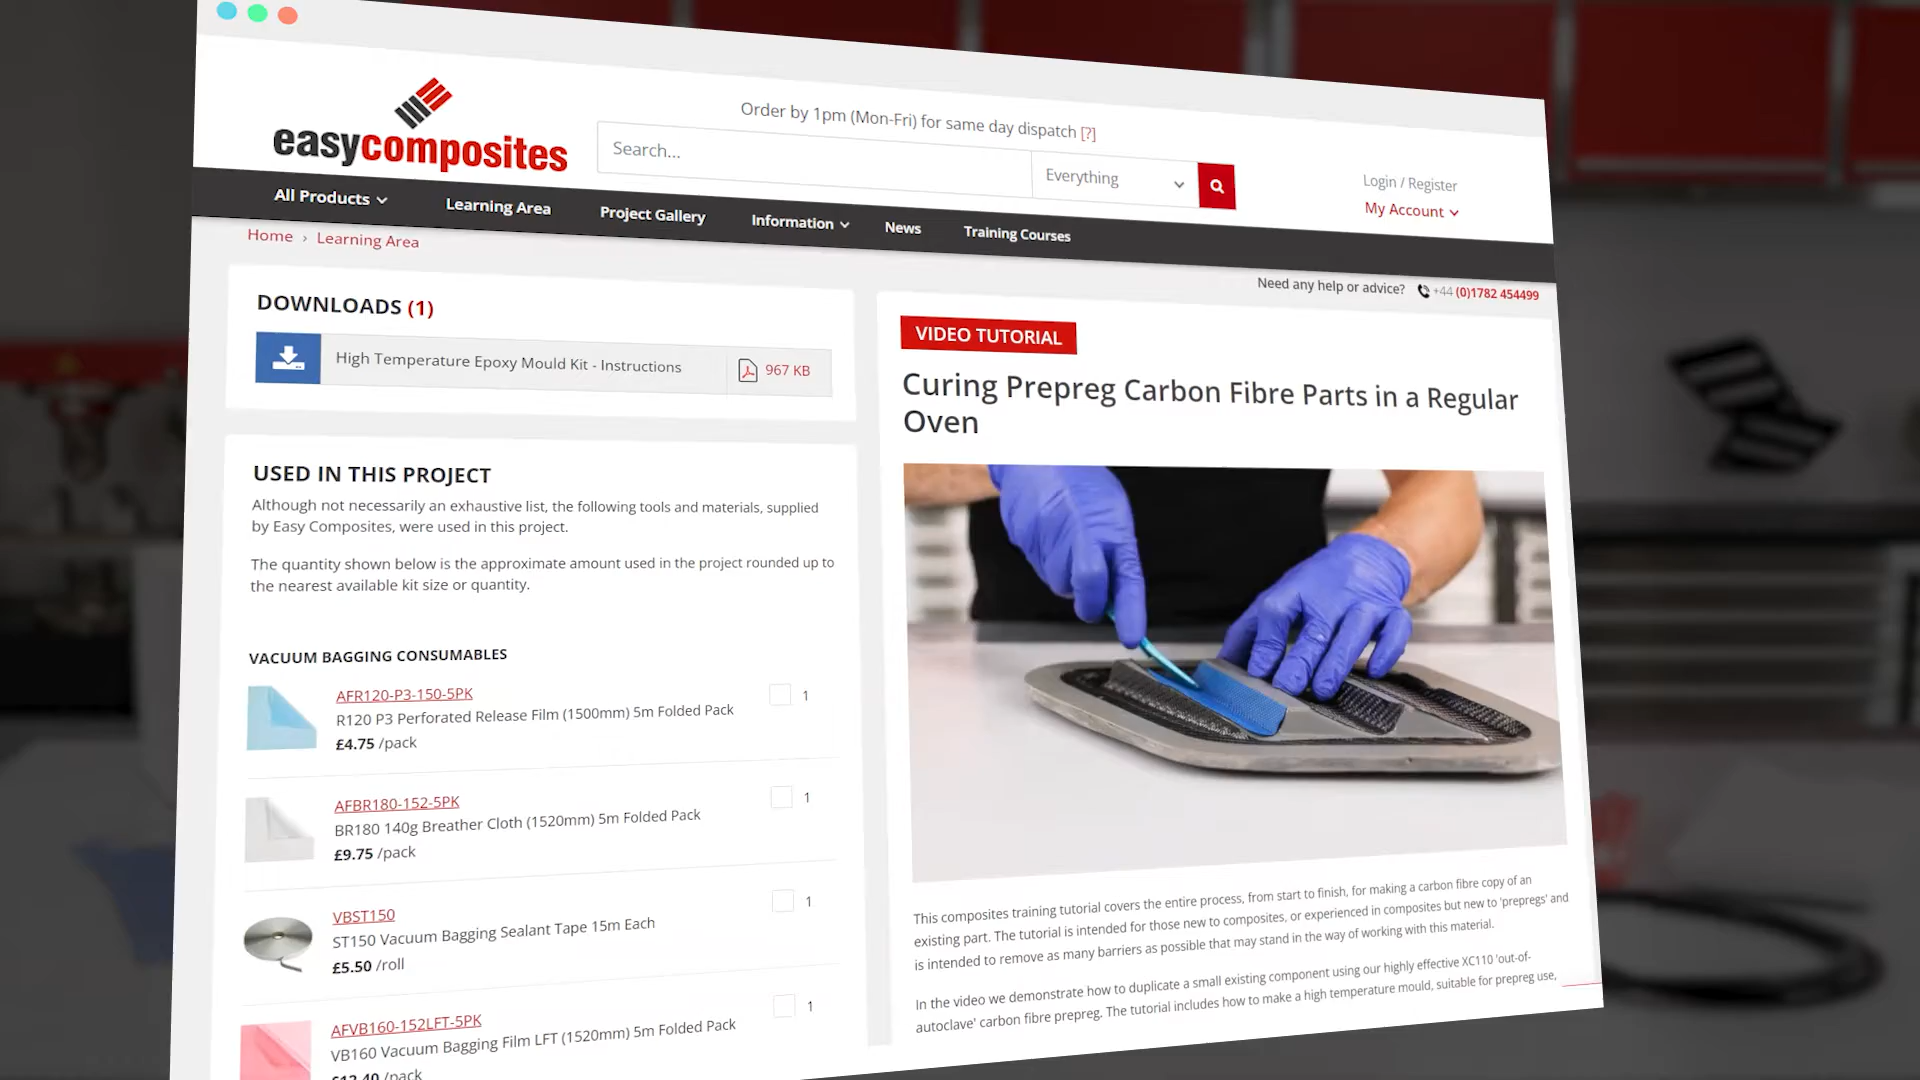 easycomposites
Order by 1pm (Mon-Fri) for same day dispatch [?]
Search...
Everything
Login / Register
My Account
All Products
Learning Area
Project Gallery
Information
News
Training Courses
Home › Learning Area
Need any help or advice? +44 (0)1782 454499
DOWNLOADS (1)
High Temperature Epoxy Mould Kit - Instructions
967 KB
USED IN THIS PROJECT
Although not necessarily an exhaustive list, the following tools and materials, supplied
by Easy Composites, were used in this project.
The quantity shown below is the approximate amount used in the project rounded up to
the nearest available kit size or quantity.
VACUUM BAGGING CONSUMABLES
AFR120-P3-150-5PK
R120 P3 Perforated Release Film (1500mm) 5m Folded Pack
£4.75 /pack
1
AFBR180-152-5PK
BR180 140g Breather Cloth (1520mm) 5m Folded Pack
£9.75 /pack
1
VBST150
ST150 Vacuum Bagging Sealant Tape 15m Each
£5.50 /roll
1
AFVB160-152LFT-5PK
VB160 Vacuum Bagging Film LFT (1520mm) 5m Folded Pack
£12.40 /pack
1
VIDEO TUTORIAL
Curing Prepreg Carbon Fibre Parts in a Regular
Oven
This composites training tutorial covers the entire process, from start to finish, for making a carbon fibre copy of an
existing part. The tutorial is intended for those new to composites, or experienced in composites but new to 'prepregs' and
is intended to remove as many barriers as possible that may stand in the way of working with this material.
In the video we demonstrate how to duplicate a small existing component using our highly effective XC110 'out-of-
autoclave' carbon fibre prepreg. The tutorial includes how to make a high temperature mould, suitable for prepreg use,